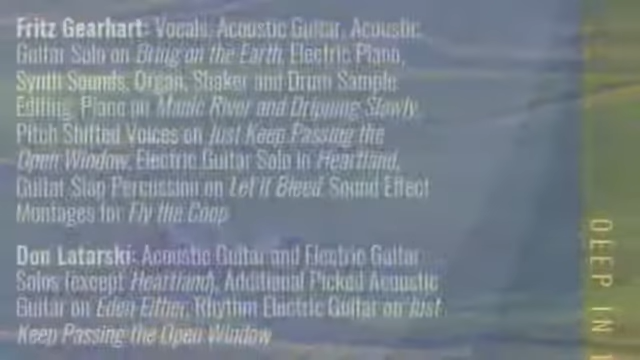 Fritz Gearhart: Vocals, Acoustic Guitar, Acoustic
Guitar Solo on Bring on the Earth, Electric Piano,
Synth Sounds, Organ, Shaker and Drum Sample
Editing, Piano on Manic River and Dripping Slowly,
Pitch Shifted Voices on Just Keep Passing the
Open Window, Electric Guitar Solo in Heartland,
Guitar Slap Percussion on Let it Bleed, Sound Effect
Montages for Fly the Coop
Don Latarski: Acoustic Guitar and Electric Guitar
Solos (except Heartland), Additional Picked Acoustic
Guitar on Eden Ether, Rhythm Electric Guitar on Just
Keep Passing the Open Window
DEEP IN